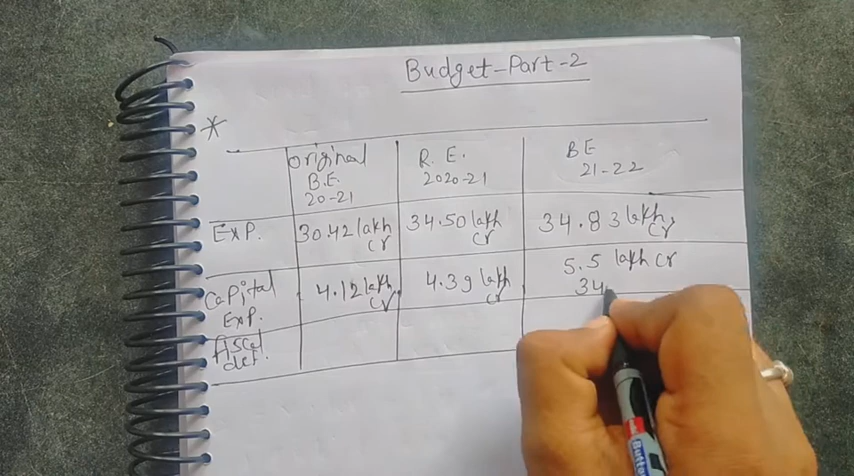 Budget-Part-2
*
original B.E. 20-21
R. E. 2020-21
BE 21-22
Exp.
30.42 lakh cr
34.50 lakh cr
34.83 lakh cr
Capital Exp.
4.12 lakh cr
4.39 lakh cr
5.5 lakh cr
34.
Fiscal def.
Butt